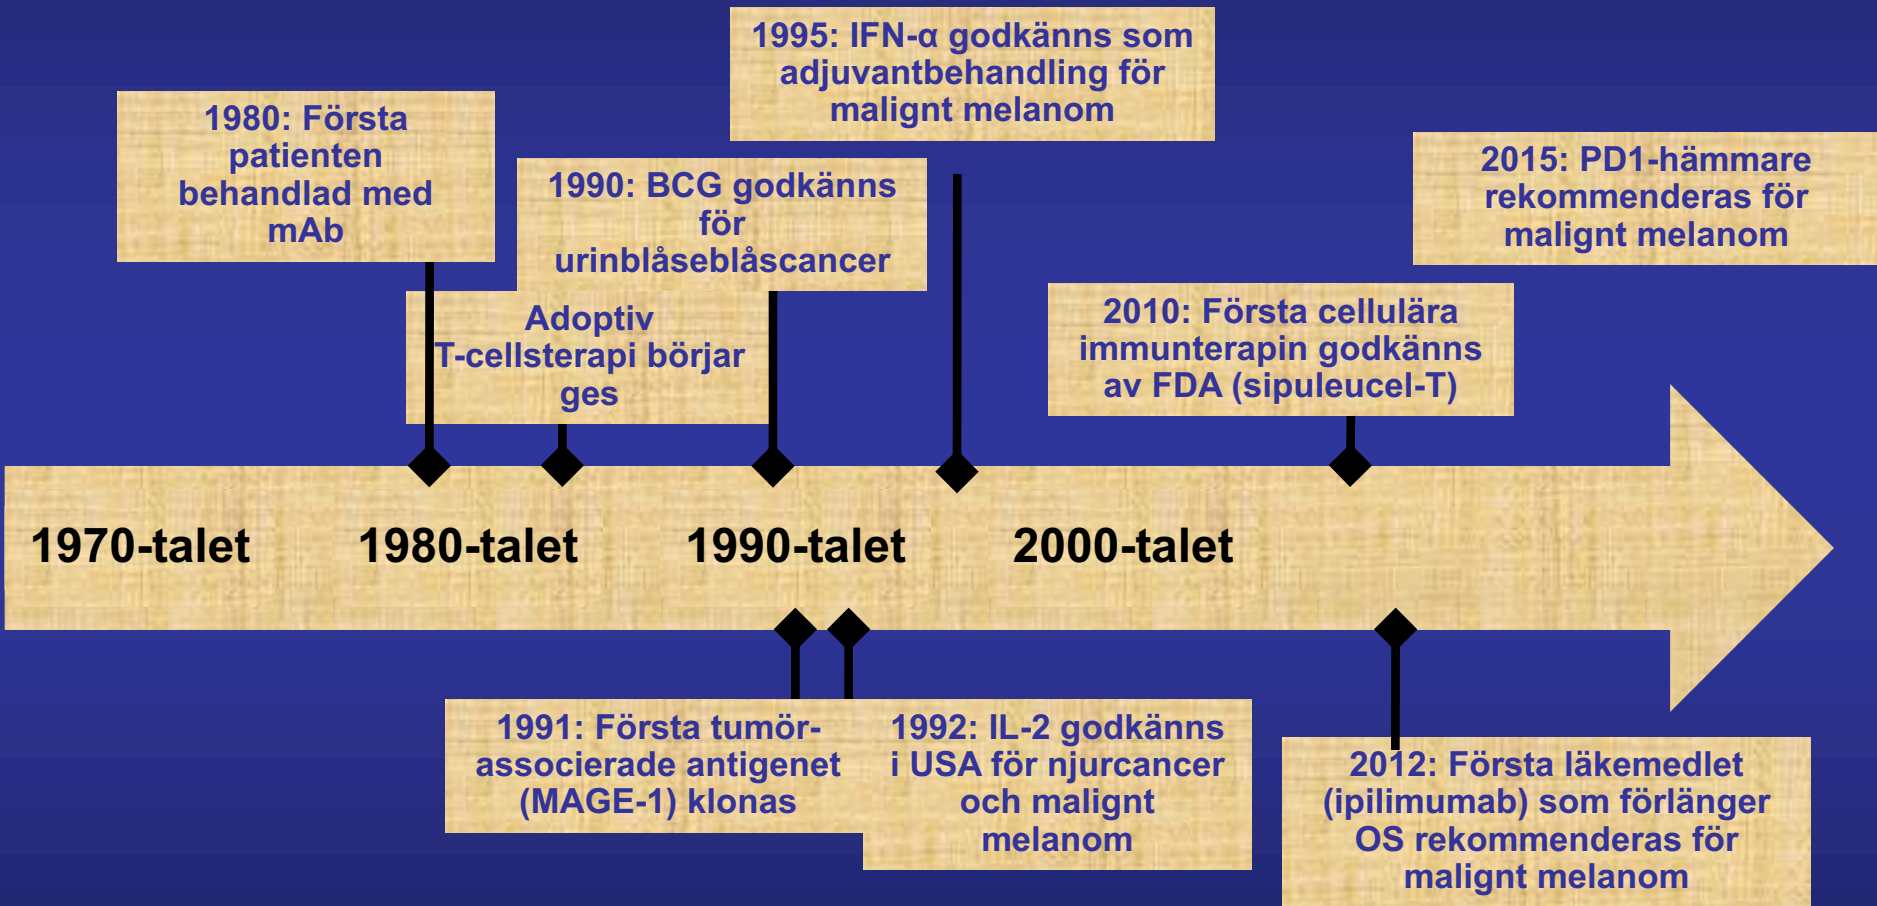 1995: IFN-α godkänns som
adjuvantbehandling för
malignt melanom
1980: Första
patienten
behandlad med
mAb
1990: BCG godkänns
för
urinblåseblåscancer
2015: PD1-hämmare
rekommenderas för
malignt melanom
Adoptiv
T-cellsterapi börjar
ges
2010: Första cellulära
immunterapin godkänns
av FDA (sipuleucel-T)
1970-talet
1980-talet
1990-talet
2000-talet
1991: Första tumör-
associerade antigenet
(MAGE-1) klonas
1992: IL-2 godkänns
i USA för njurcancer
och malignt
melanom
2012: Första läkemedlet
(ipilimumab) som förlänger
OS rekommenderas för
malignt melanom